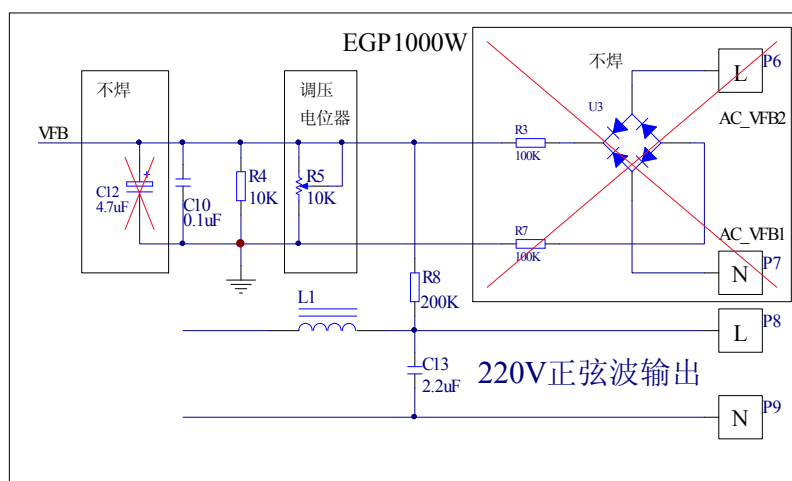 EGP1000W
不焊
调压
电位器
不焊
U3
L
P6
AC_VFB2
VFB
+
C12
4.7uF
C10
0.1uF
R4
10K
R5
10K
R3
100K
R7
100K
AC_VFB1
N
P7
R8
200K
L1
L
P8
C13
2.2uF
220V正弦波输出
N
P9